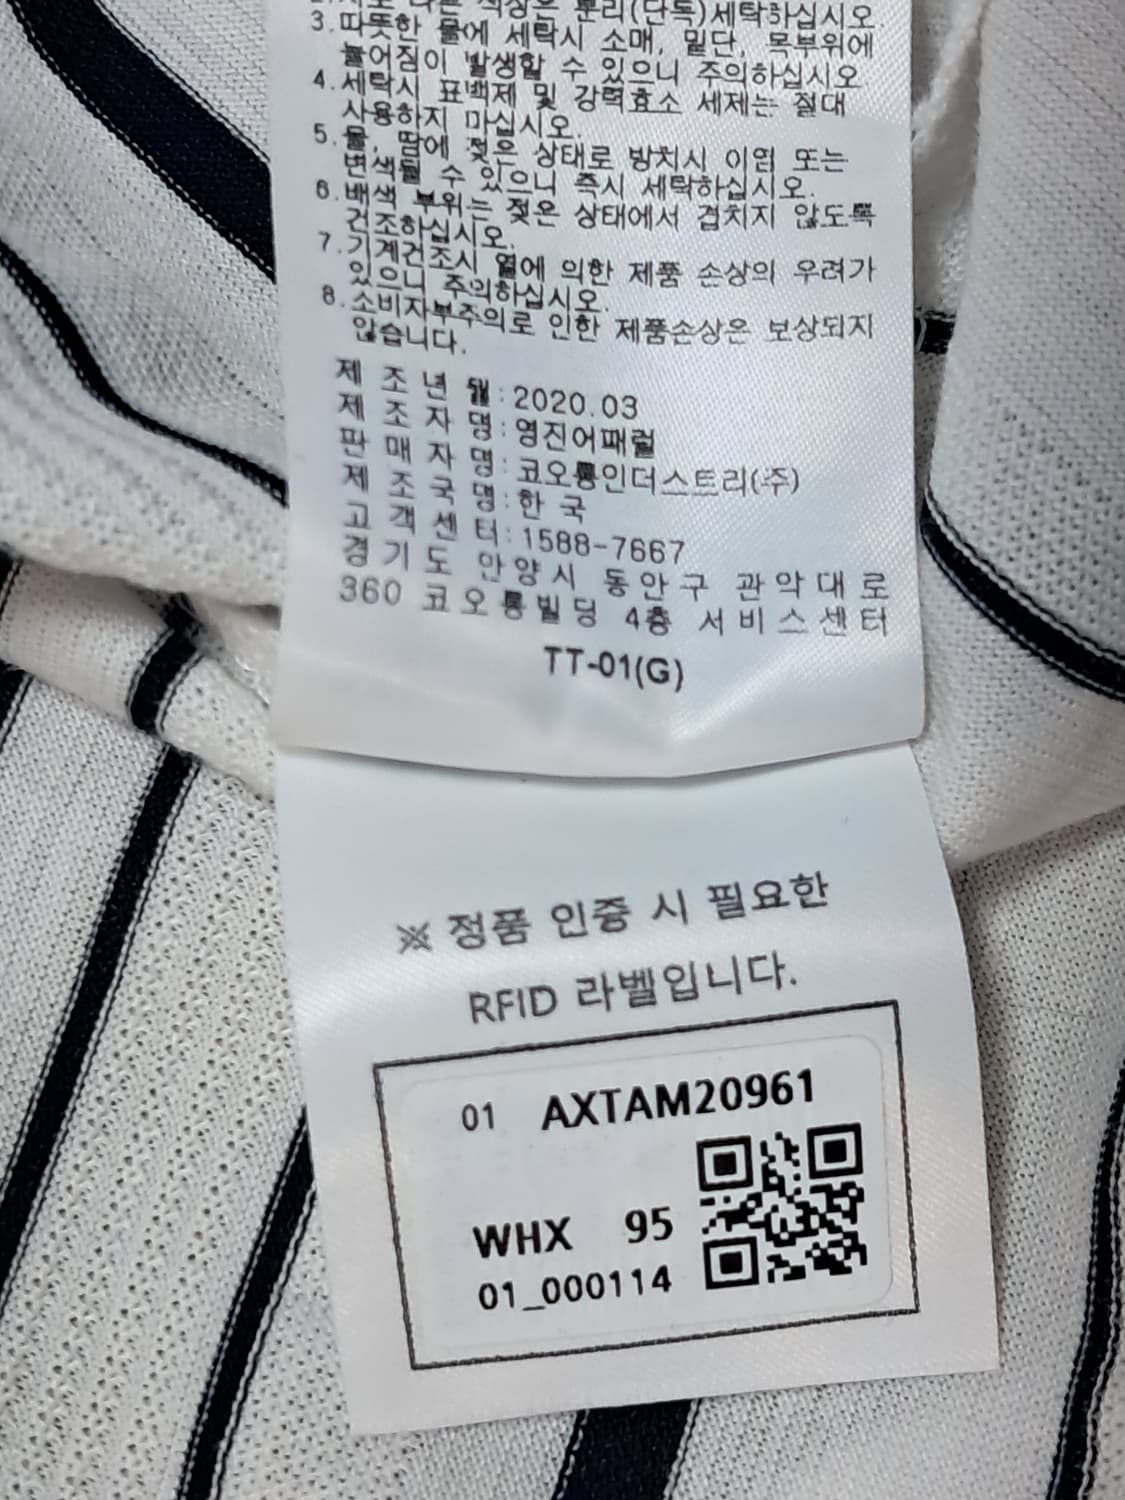 색상은 분리(단독)세탁하십시오.
3.따뜻한 물에 세탁시 소매, 밑단, 목부위에
늘어짐이 발생할 수 있으니 주의하십시오
4.세탁시 표백제 및 강력효소 세제는 절대
사용하지 마십시오.
5.물, 땀에 젖은 상태로 방치시 이염 또는
변색될 수 있으니 즉시 세탁하십시오.
6.배색 부위는 젖은 상태에서 겹치지 않도록
건조하십시오.
7.기계건조시 열에 의한 제품 손상의 우려가
있으니 주의하십시오.
8.소비자부주의로 인한 제품손상은 보상되지
않습니다.
제 조 년 월:2020.03
제 조 자 명:영진어패럴
판 매 자 명:코오롱인더스트리(주)
제 조 국 명:한 국
고 객 센 터:1588-7667
경 기 도 안 양 시 동 안 구 관 악 대 로
360 코 오 롱 빌 딩 4 층 서 비 스 센 터
TT-01(G)
※ 정품 인증 시 필요한
RFID 라벨입니다.
01 AXTAM20961
WHX 95
01_000114